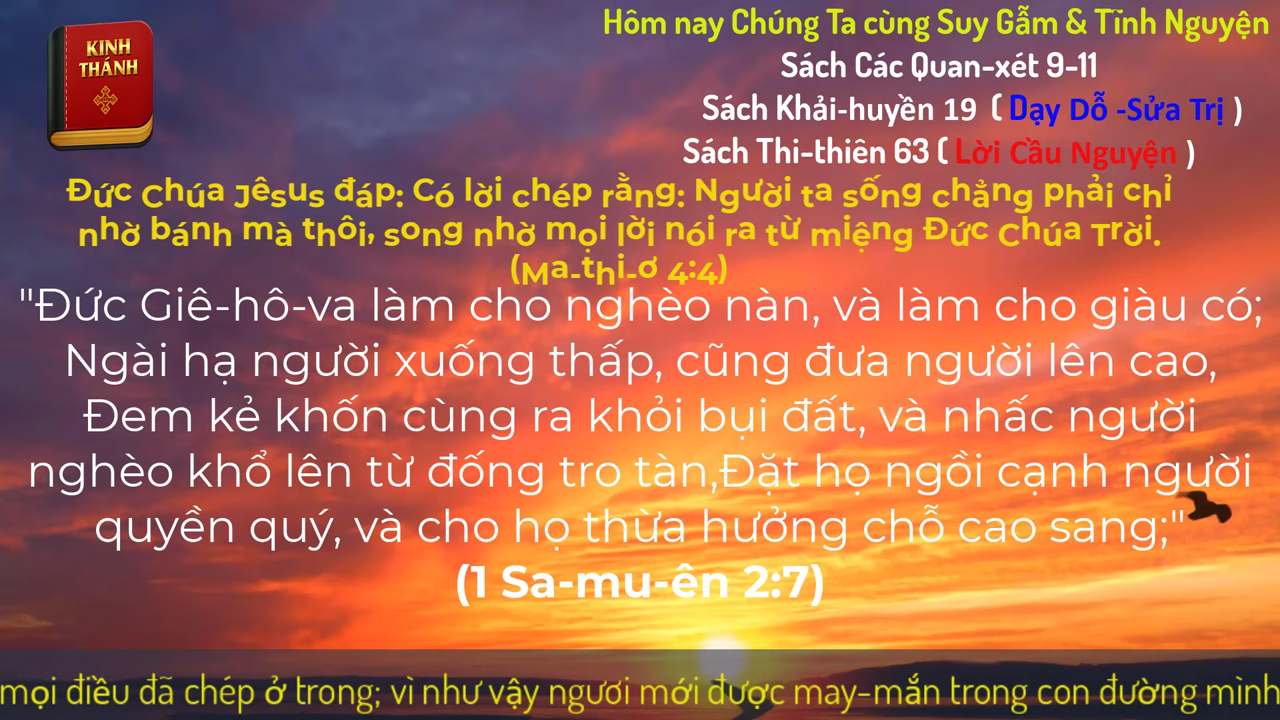 KINH
THÁNH
Hôm nay Chúng Ta cùng Suy Gẫm & Tĩnh Nguyện
Sách Các Quan-xét 9-11
Sách Khải-huyền 19 ( Dạy Dỗ -Sửa Trị )
Sách Thi-thiên 63 ( Lời Cầu Nguyện )
Đức Chúa Jêsus đáp: Có lời chép rằng: Người ta sống chẳng phải chỉ
nhờ bánh mà thôi, song nhờ mọi lời nói ra từ miệng Đức Chúa Trời.
(Ma-thi-ơ 4:4)
"Đức Giê-hô-va làm cho nghèo nàn, và làm cho giàu có;
Ngài hạ người xuống thấp, cũng đưa người lên cao,
Đem kẻ khốn cùng ra khỏi bụi đất, và nhấc người
nghèo khổ lên từ đống tro tàn,Đặt họ ngồi cạnh người
quyền quý, và cho họ thừa hưởng chỗ cao sang;"
(1 Sa-mu-ên 2:7)
mọi điều đã chép ở trong; vì như vậy ngươi mới được may-mắn trong con đường mình